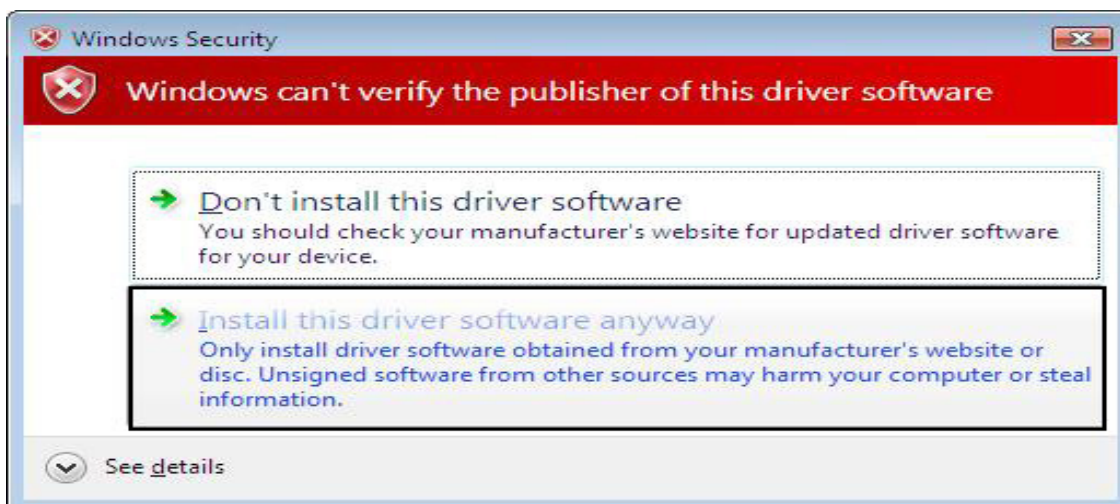 Windows Security
Windows can't verify the publisher of this driver software
Don't install this driver software
You should check your manufacturer's website for updated driver software
for your device.
Install this driver software anyway
Only install driver software obtained from your manufacturer's website or
disc. Unsigned software from other sources may harm your computer or steal
information.
See details